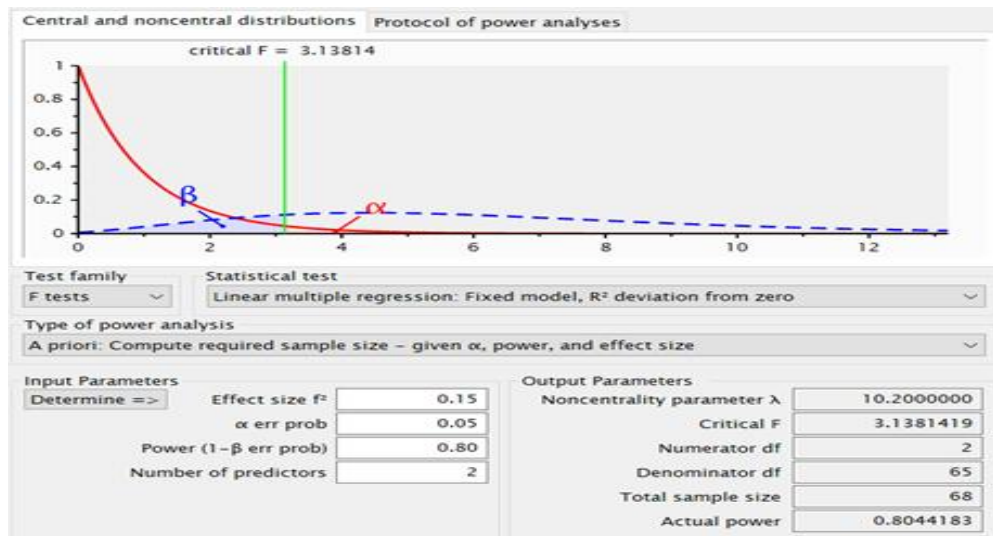 Central and noncentral distributions Protocol of power analyses
critical F = 3.13814
1
0.8
0.6
0.4
0.2
0
β
α
0 2 4 6 8 10 12
Test family Statistical test
F tests Linear multiple regression: Fixed model, R² deviation from zero
Type of power analysis
A priori: Compute required sample size – given α, power, and effect size
Input Parameters Output Parameters
Determine => Effect size f² 0.15 Noncentrality parameter λ 10.2000000
α err prob 0.05 Critical F 3.1381419
Power (1-β err prob) 0.80 Numerator df 2
Number of predictors 2 Denominator df 65
Total sample size 68
Actual power 0.8044183